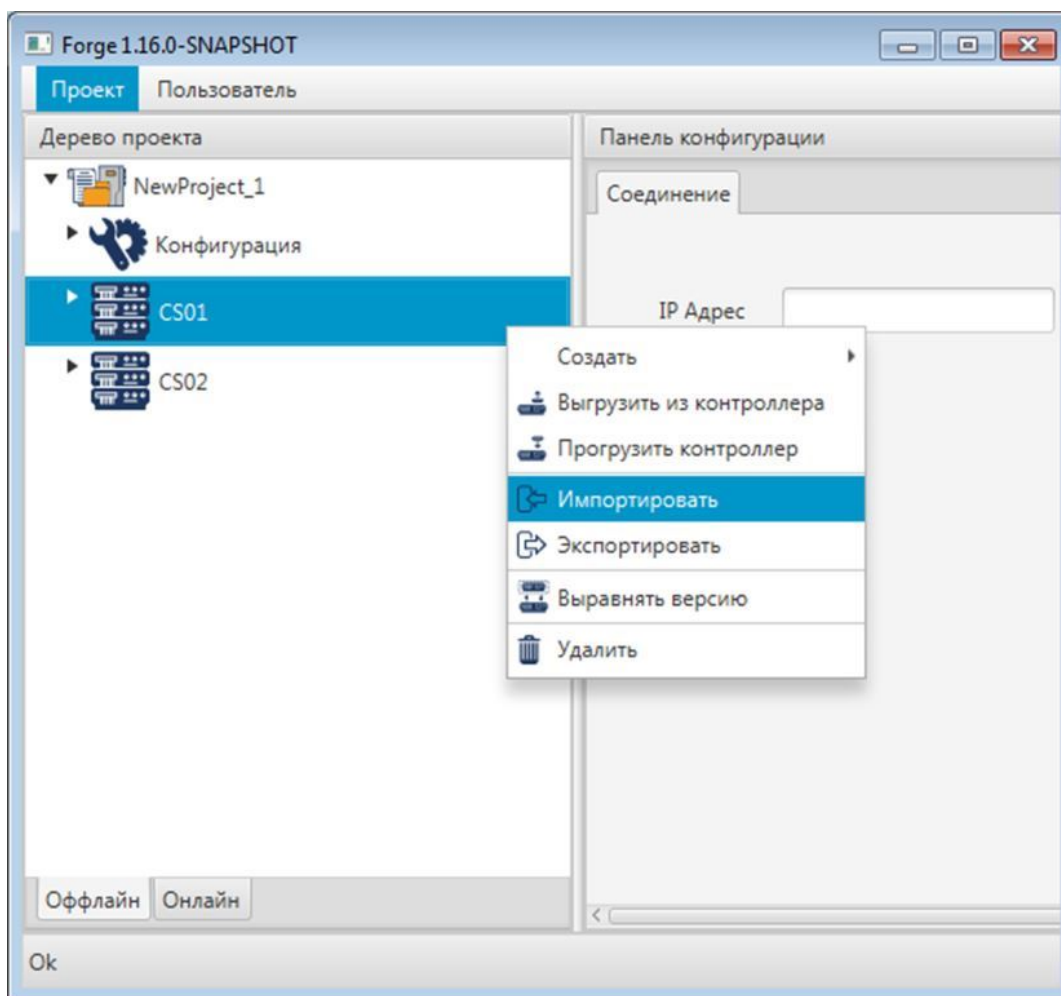 Forge 1.16.0-SNAPSHOT
Проект Пользователь
Дерево проекта
Панель конфигурации
NewProject_1
Соединение
Конфигурация
CS01
IP Адрес
CS02
Создать
Выгрузить из контроллера
Прогрузить контроллер
Импортировать
Экспортировать
Выравнять версию
Удалить
Оффлайн Онлайн
Ok